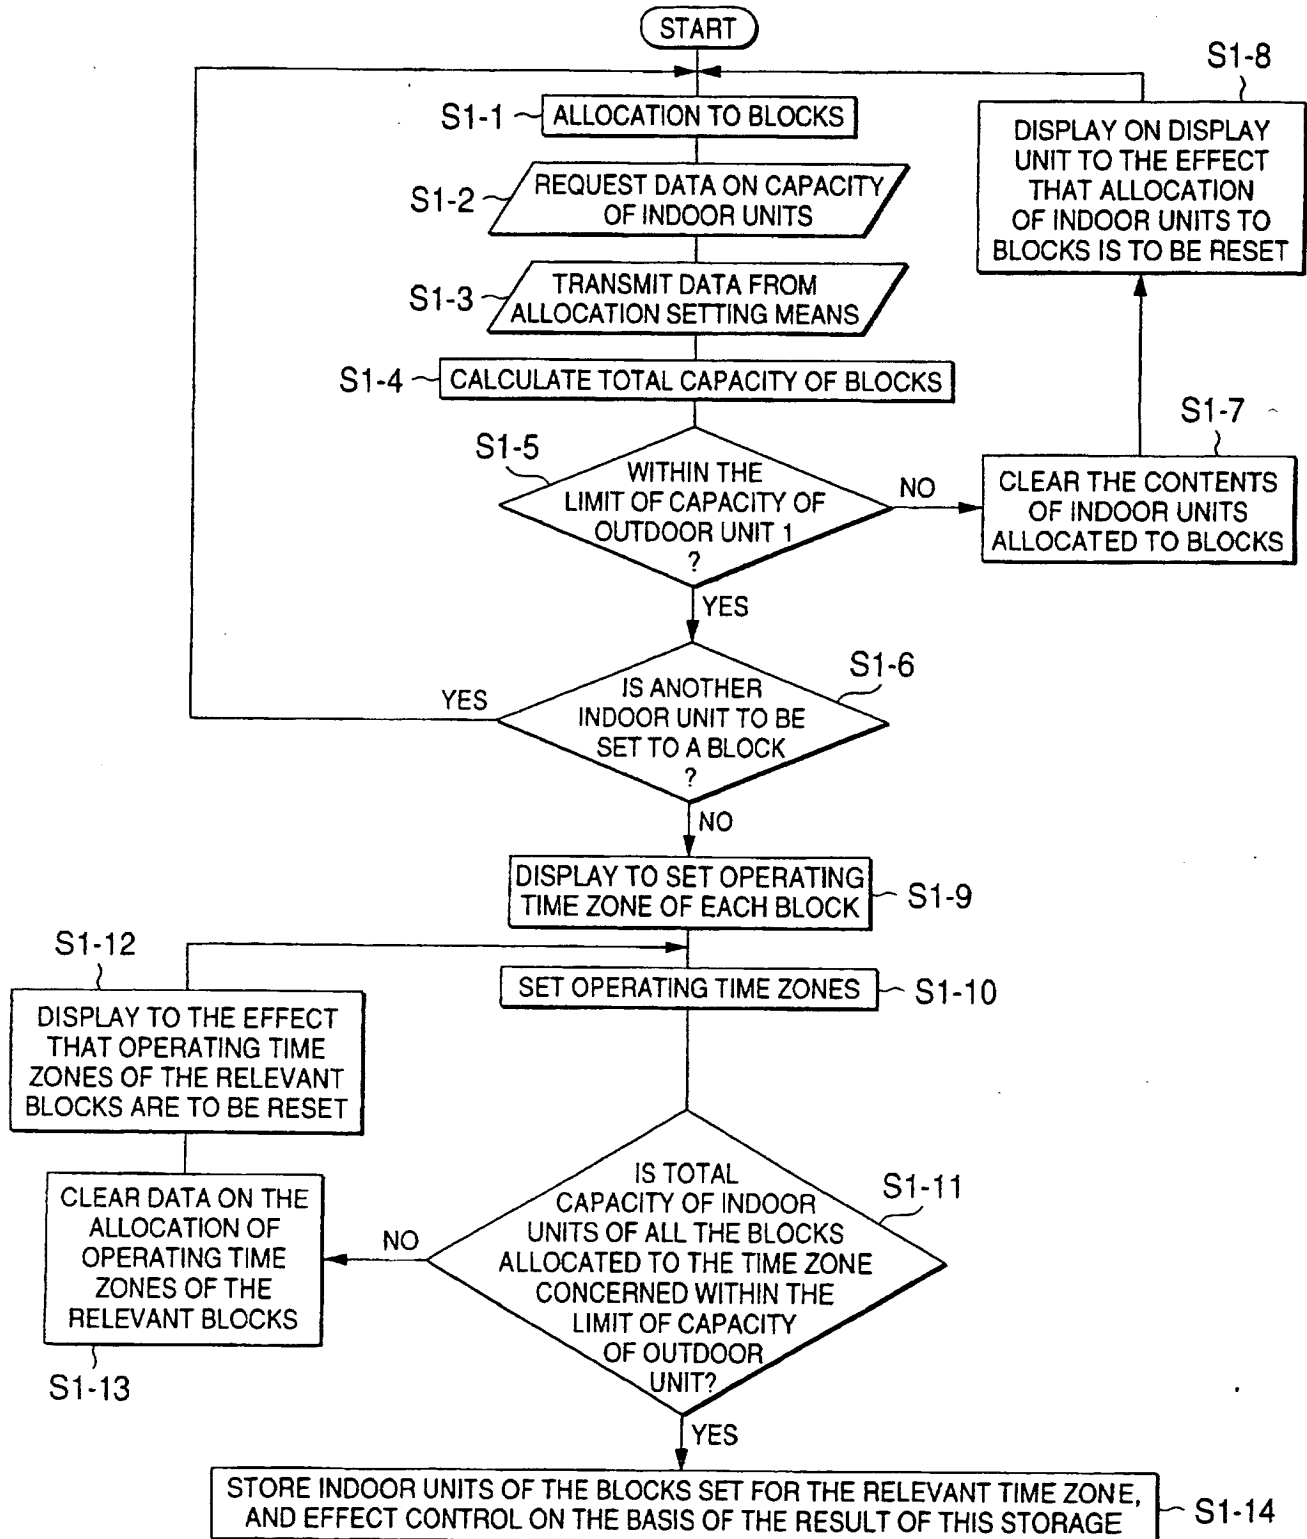 START
S1-1
ALLOCATION TO BLOCKS
S1-2
REQUEST DATA ON CAPACITY
OF INDOOR UNITS
S1-3
TRANSMIT DATA FROM
ALLOCATION SETTING MEANS
S1-4
CALCULATE TOTAL CAPACITY OF BLOCKS
S1-5
WITHIN THE
LIMIT OF CAPACITY OF
OUTDOOR UNIT 1
?
NO
YES
S1-8
DISPLAY ON DISPLAY
UNIT TO THE EFFECT
THAT ALLOCATION
OF INDOOR UNITS TO
BLOCKS IS TO BE RESET
S1-7
CLEAR THE CONTENTS
OF INDOOR UNITS
ALLOCATED TO BLOCKS
S1-6
IS ANOTHER
INDOOR UNIT TO BE
SET TO A BLOCK
?
YES
NO
DISPLAY TO SET OPERATING
TIME ZONE OF EACH BLOCK
S1-9
SET OPERATING TIME ZONES
S1-10
S1-12
DISPLAY TO THE EFFECT
THAT OPERATING TIME
ZONES OF THE RELEVANT
BLOCKS ARE TO BE RESET
CLEAR DATA ON THE
ALLOCATION OF
OPERATING TIME
ZONES OF THE
RELEVANT BLOCKS
S1-13
NO
IS TOTAL
CAPACITY OF INDOOR
UNITS OF ALL THE BLOCKS
ALLOCATED TO THE TIME ZONE
CONCERNED WITHIN THE
LIMIT OF CAPACITY
OF OUTDOOR
UNIT?
S1-11
YES
STORE INDOOR UNITS OF THE BLOCKS SET FOR THE RELEVANT TIME ZONE,
AND EFFECT CONTROL ON THE BASIS OF THE RESULT OF THIS STORAGE
S1-14